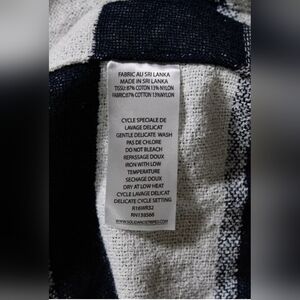 FABRIC AU SRI LANKA
MADE IN SRI LANKA
TISSU: 87% COTON 13% NYLON
FABRIC:87% COTTON 13%NYLON
CYCLE SPECIALE DE
LAVAGE DELICAT
GENTLE DELICATE WASH
PAS DE CHLORE
DO NOT BLEACH
REPASSAGE DOUX
IRON WITH LOW
TEMPERATURE
SECHAGE DOUX
DRY AT LOW HEAT
CYCLE LAVAGE DELICAT
DELICATE CYCLE SETTING
R16WR52
RN138566
WWW.SOLIDANDSTRIPED.COM